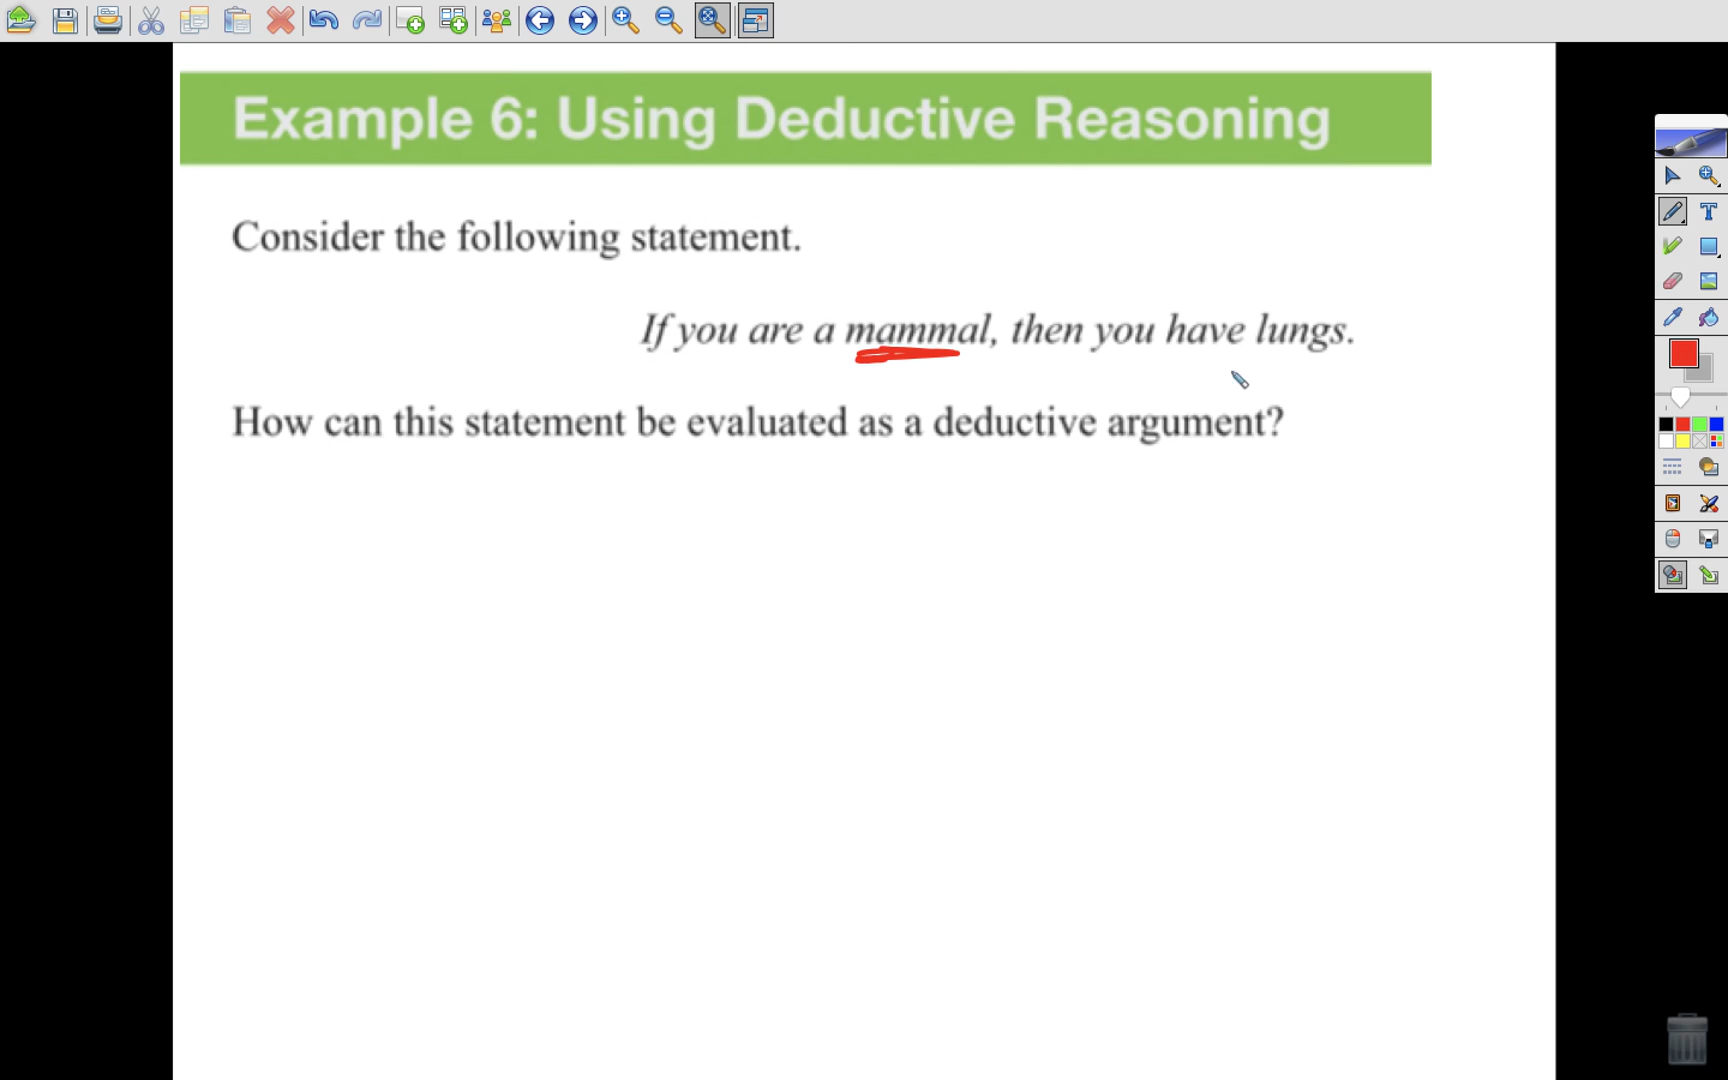 Example 6: Using Deductive Reasoning
Consider the following statement.
If you are a mammal, then you have lungs.
How can this statement be evaluated as a deductive argument?
T